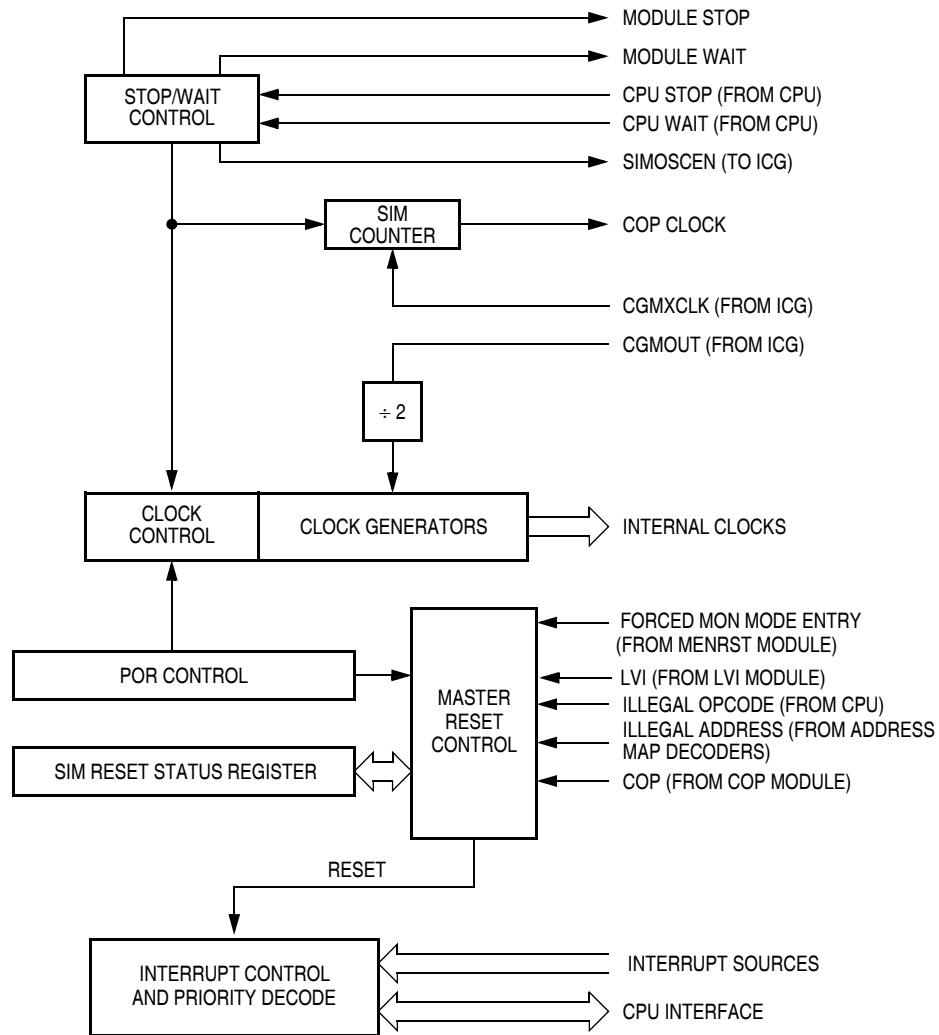 MODULE STOP
MODULE WAIT
STOP/WAIT
CONTROL
CPU STOP (FROM CPU)
CPU WAIT (FROM CPU)
SIMOSCEN (TO ICG)
SIM
COUNTER
COP CLOCK
CGMXCLK (FROM ICG)
CGMOUT (FROM ICG)
÷ 2
CLOCK
CONTROL
CLOCK GENERATORS
INTERNAL CLOCKS
FORCED MON MODE ENTRY
(FROM MENRST MODULE)
POR CONTROL
LVI (FROM LVI MODULE)
MASTER
RESET
CONTROL
ILLEGAL OPCODE (FROM CPU)
ILLEGAL ADDRESS (FROM ADDRESS
MAP DECODERS)
SIM RESET STATUS REGISTER
COP (FROM COP MODULE)
RESET
INTERRUPT CONTROL
AND PRIORITY DECODE
INTERRUPT SOURCES
CPU INTERFACE